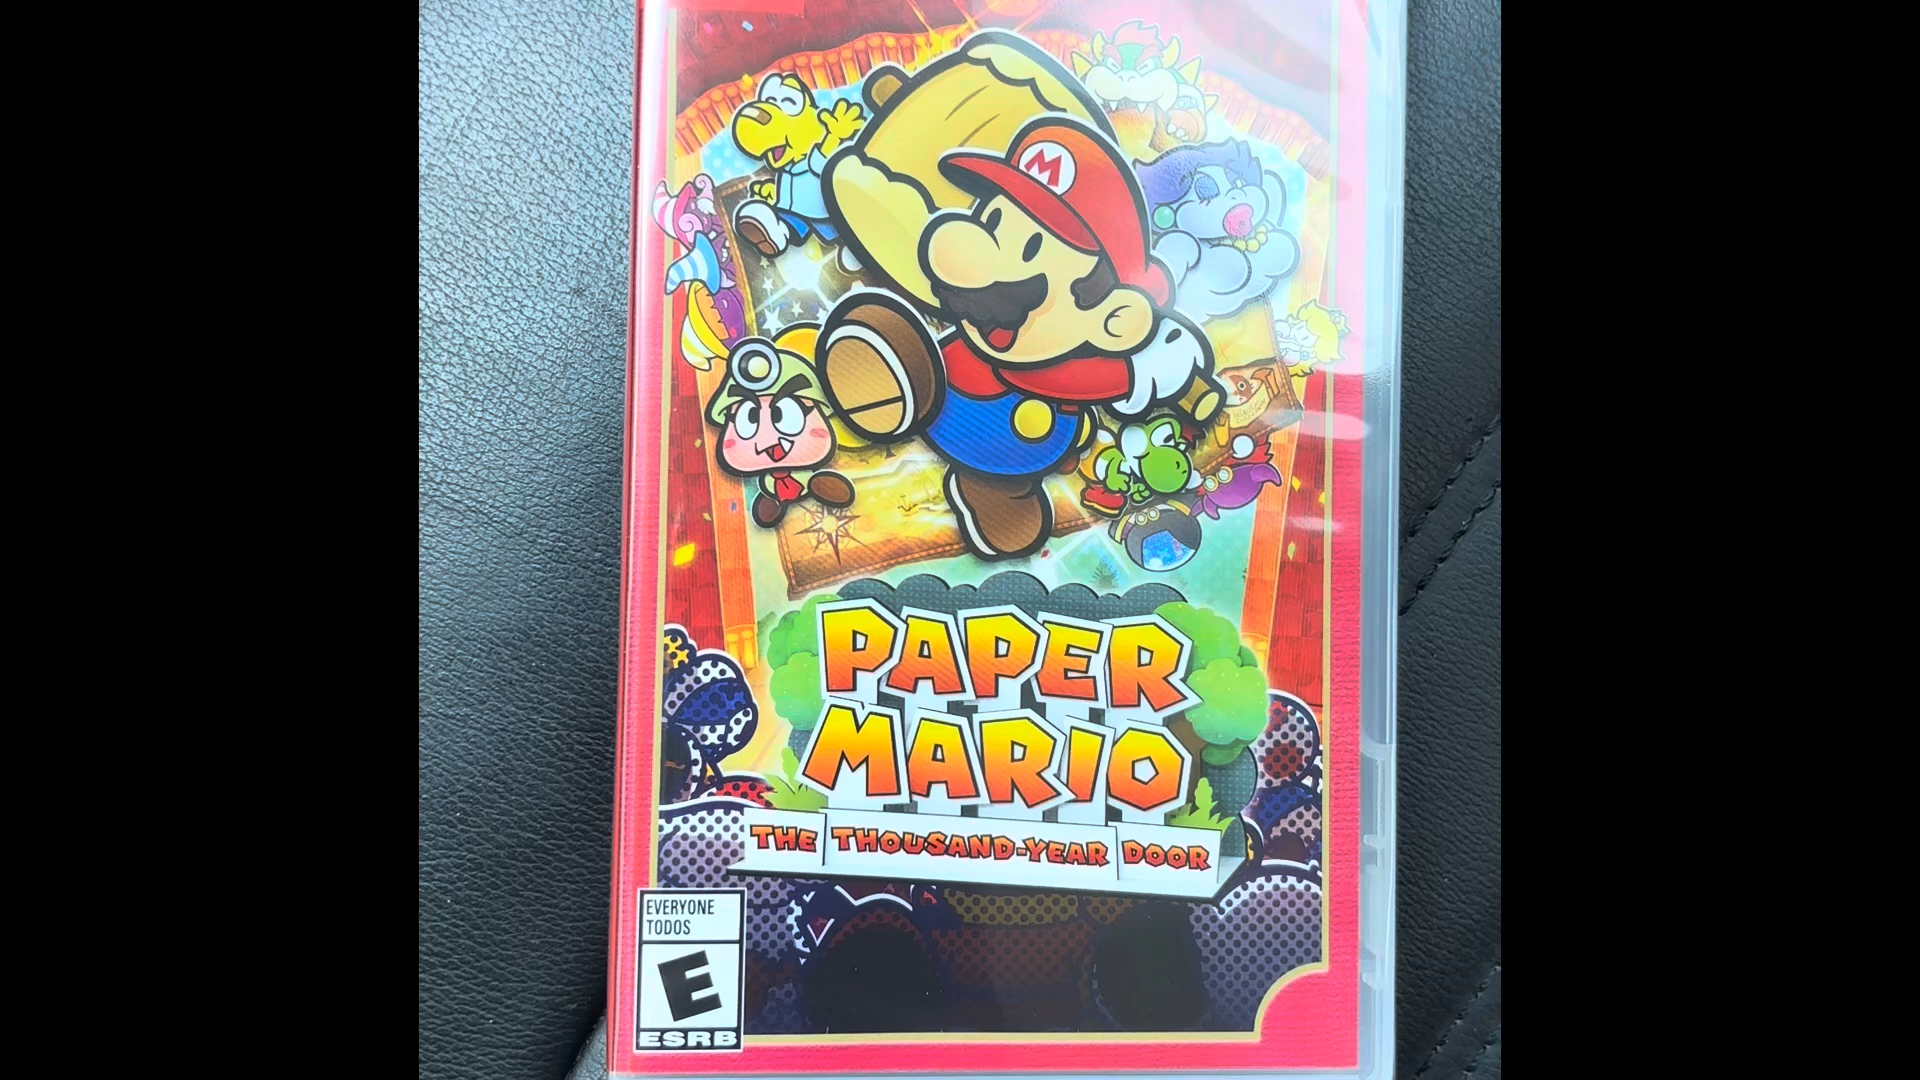 M
PAPER
MARIO
THE THOUSAND-YEAR DOOR
EVERYONE
TODOS
E
ESRB